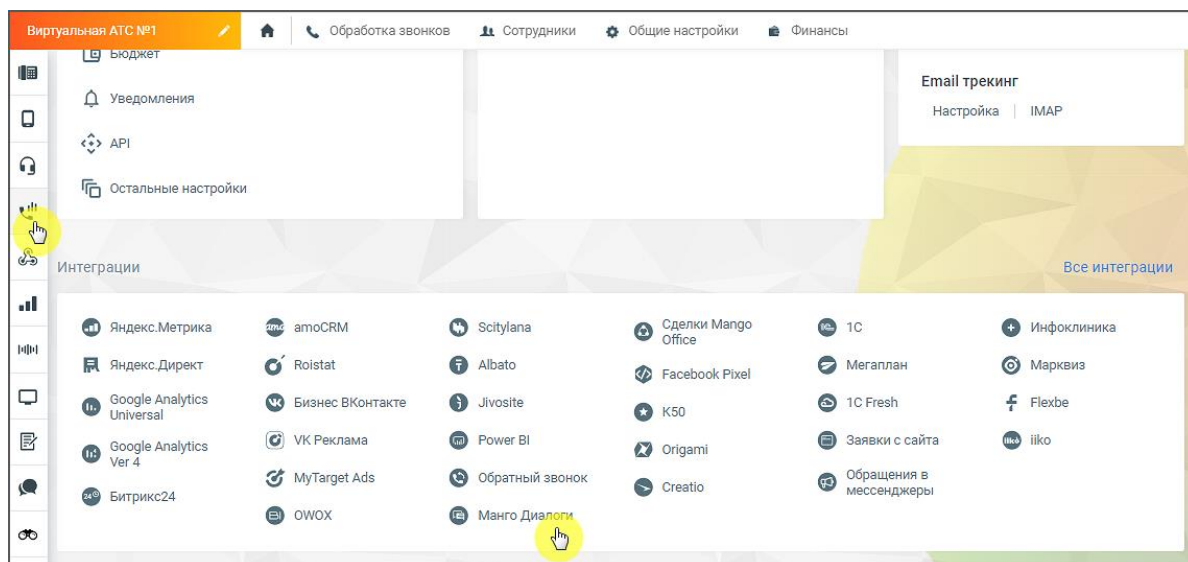 Виртуальная АТС №1
Обработка звонков
Сотрудники
Общие настройки
Финансы
Бюджет
Уведомления
API
Остальные настройки
Email трекинг
Настройка | IMAP
Интеграции
Все интеграции
Яндекс.Метрика
Яндекс.Директ
Google Analytics
Universal
Google Analytics
Ver 4
Битрикс24
amoCRM
Roistat
Бизнес ВКонтакте
VK Реклама
MyTarget Ads
OWOX
Scitylana
Albato
Jivosite
Power BI
Обратный звонок
Манго Диалоги
Сделки Mango
Office
Facebook Pixel
K50
Origami
Creatio
1С
Мегаплан
1С Fresh
Заявки с сайта
Обращения в
мессенджеры
Инфоклиника
Марквиз
Flexbe
iiko